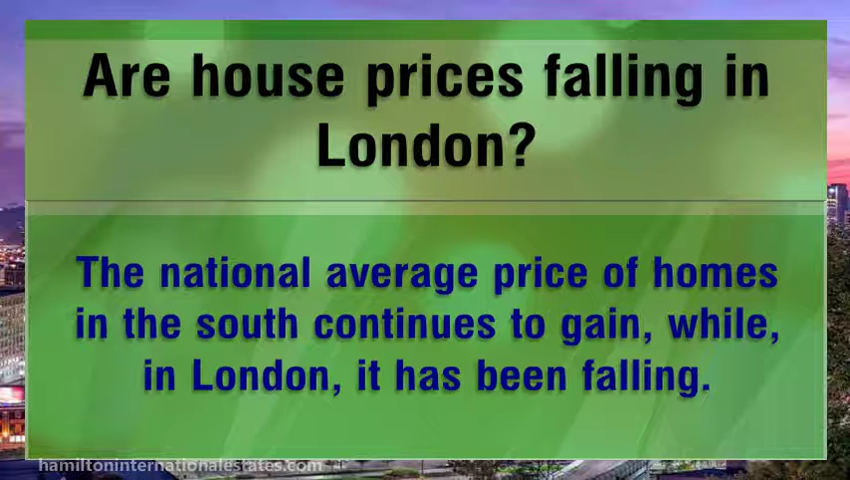 Are house prices falling in
London?
The national average price of homes
in the south continues to gain, while,
in London, it has been falling.
hamiltoninternationalestates.com